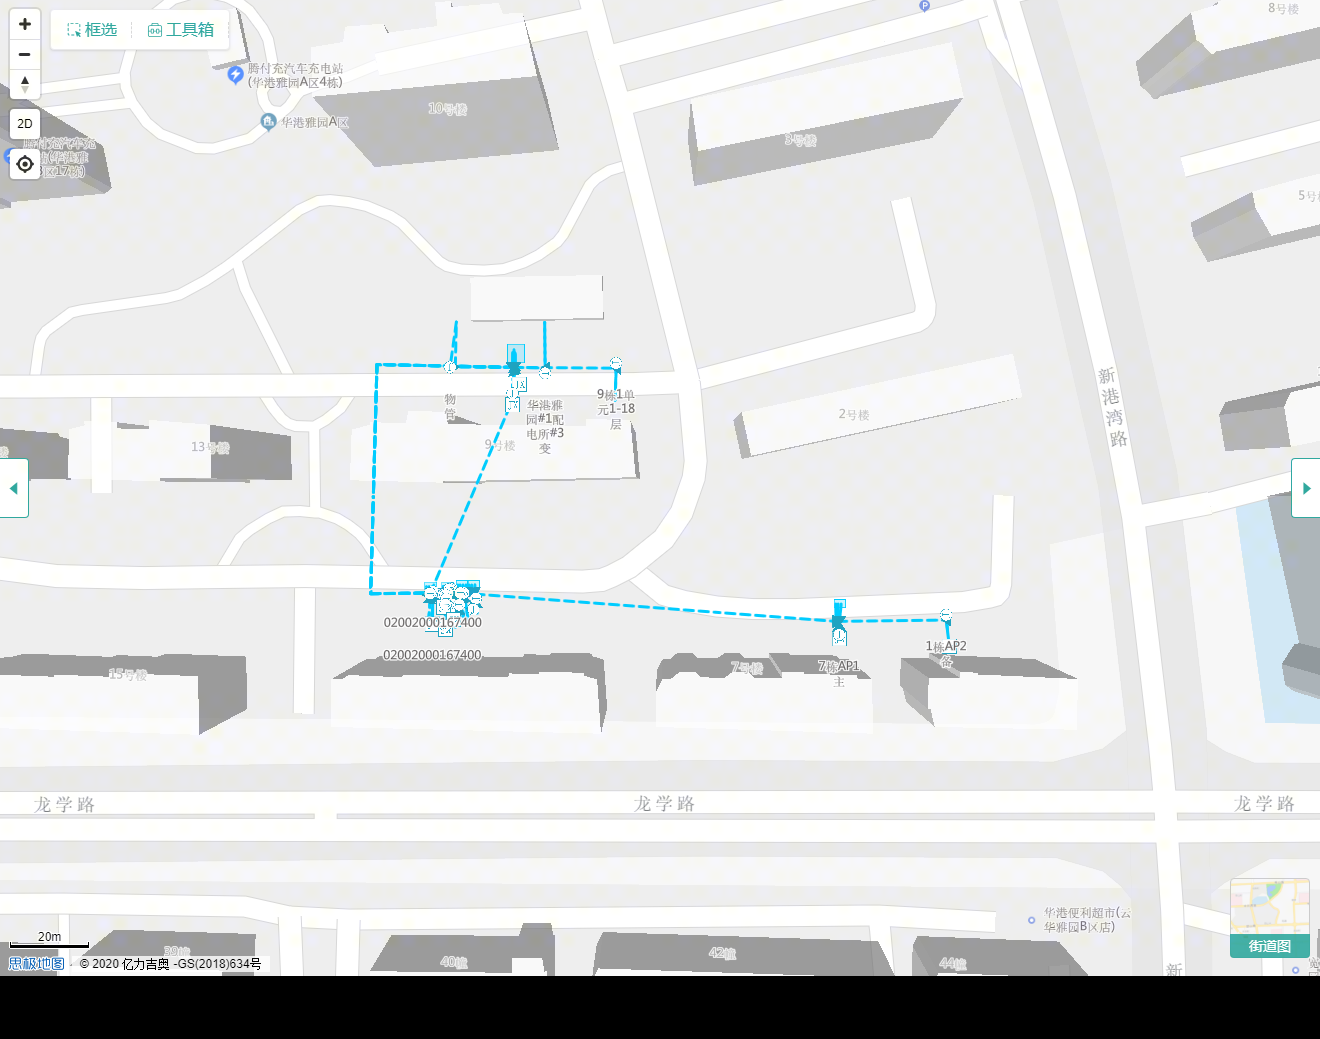 框选
工具箱
2D
8号楼
腾付充汽车充电站
(华港雅园A区4栋)
华港雅园A区
10号楼
3号楼
5号
新港湾路
物管
9栋1单
元1-18
层
华港雅
园#1配
电所#3
变
9号楼
2号楼
13号楼
02002000167400
02002000167400
1栋AP2
备
7栋AP1
主
7号楼
15号楼
龙学路
龙学路
龙学路
华港便利超市(云
华雅园B区店)
街道图
20m
39幢
40幢
42幢
44幢
新
思极地图
© 2020 亿力吉奥 -GS(2018)634号